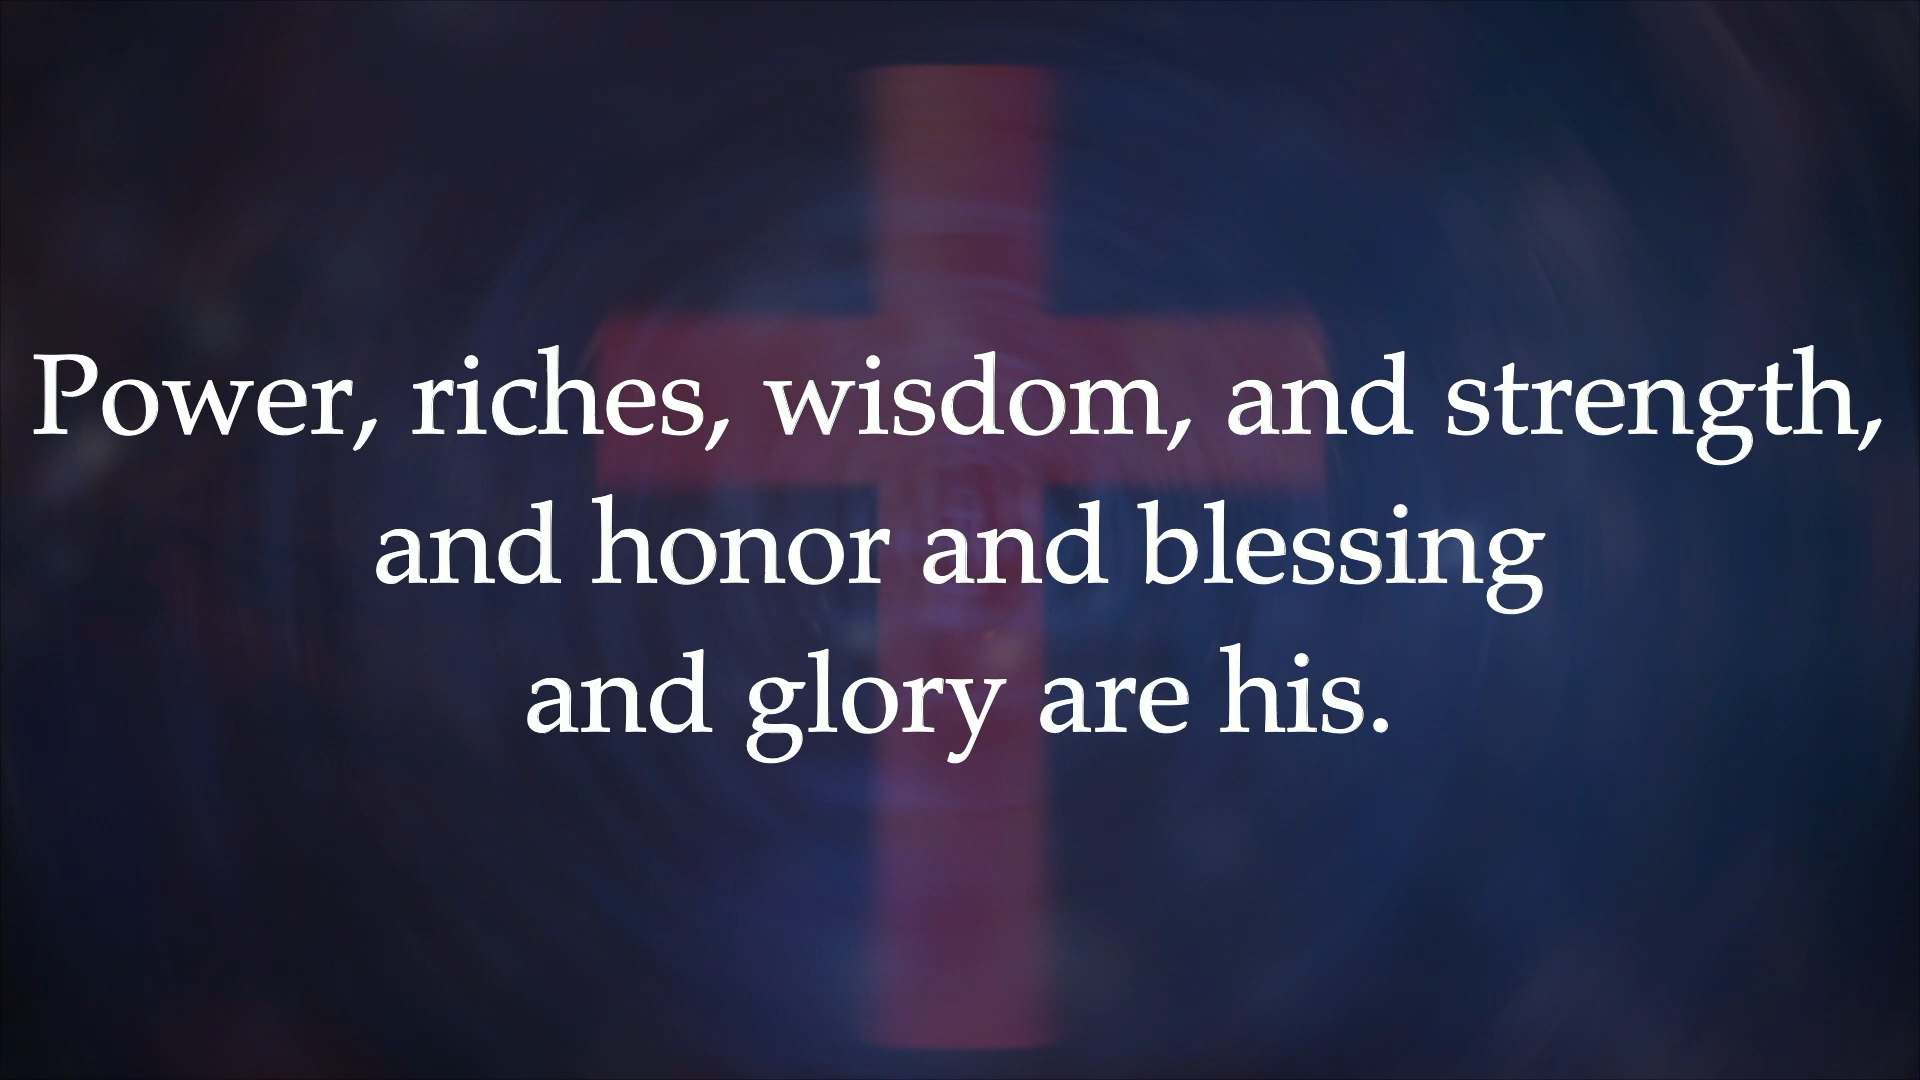 Power, riches, wisdom, and strength,
and honor and blessing
and glory are his.